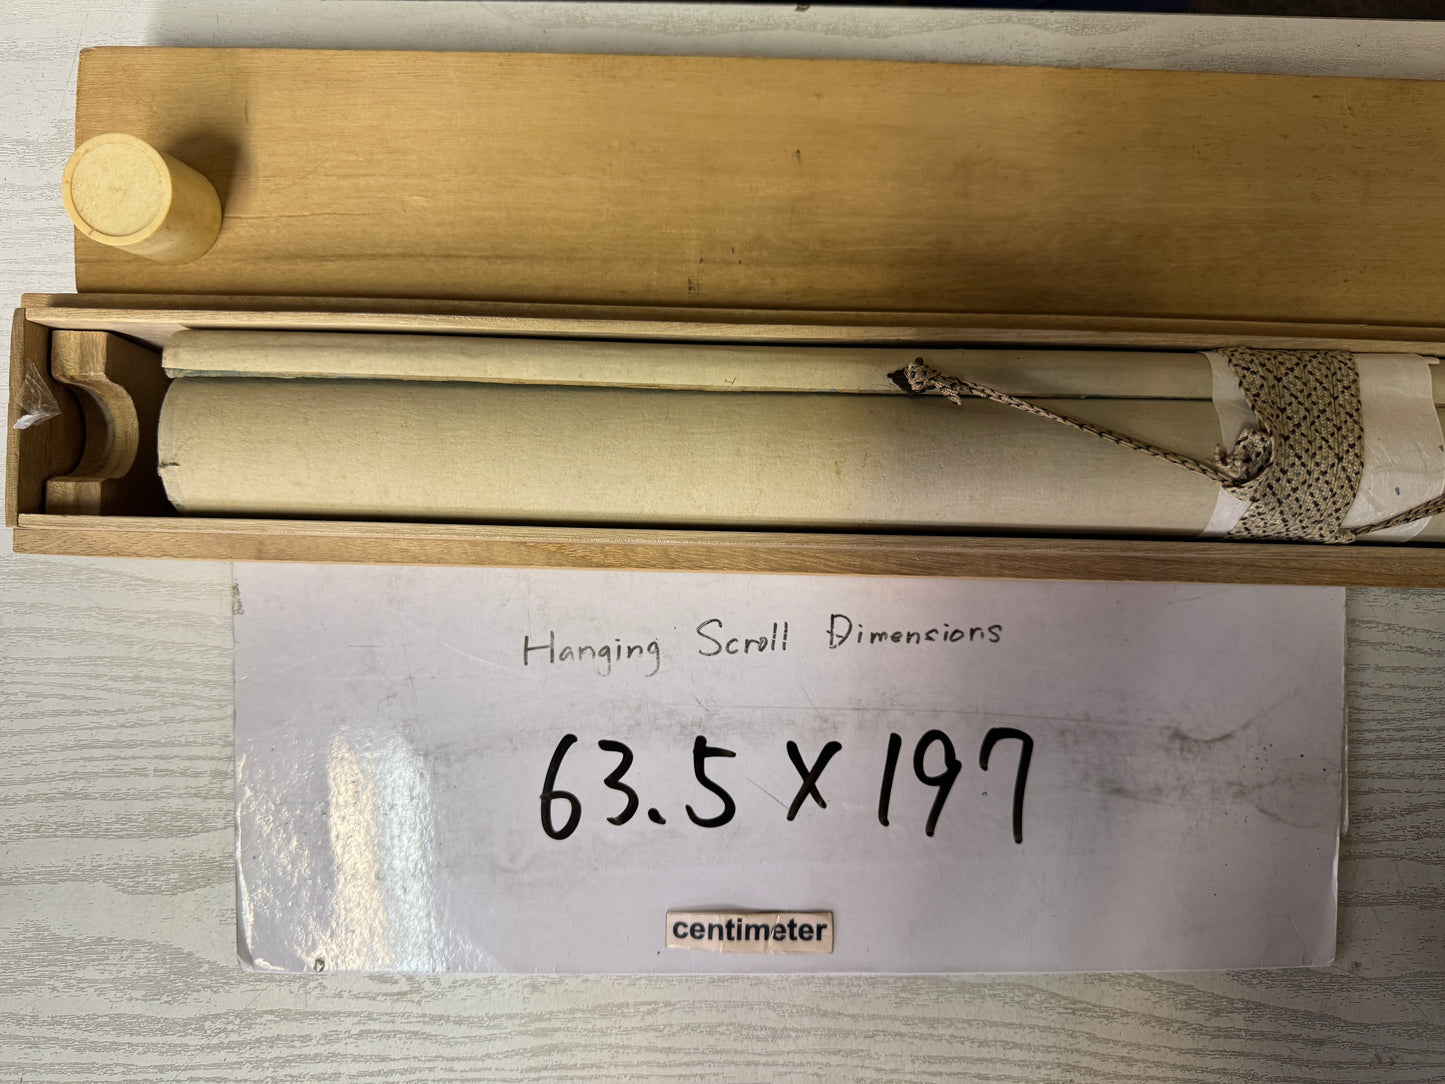 Hanging Scroll Dimensions
63.5 X 197
centimeter